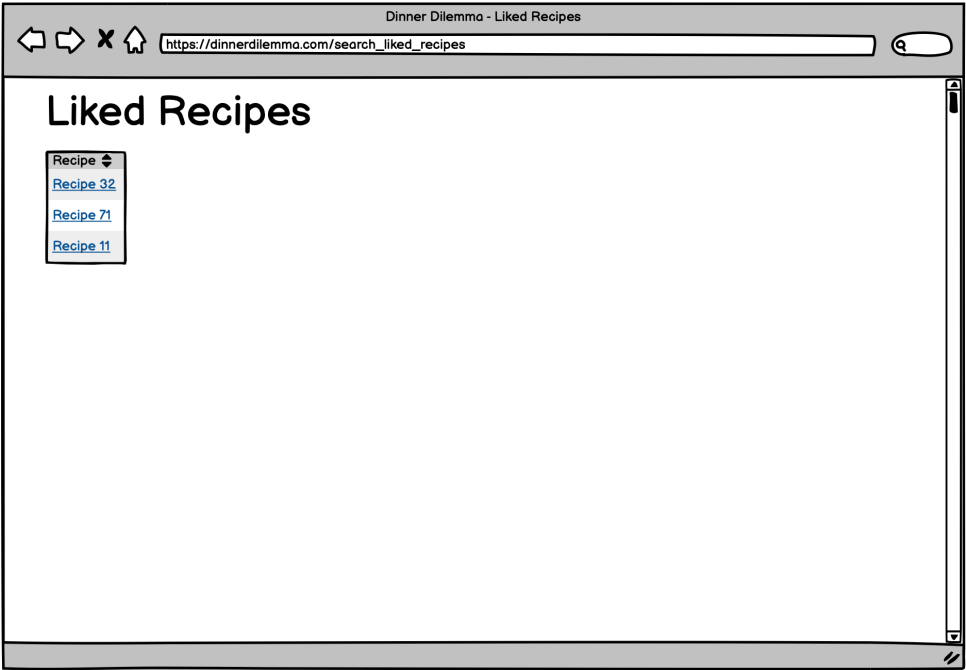 Dinner Dilemma - Liked Recipes
https://dinnerdilemma.com/search_liked_recipes
Liked Recipes
Recipe
Recipe 32
Recipe 71
Recipe 11